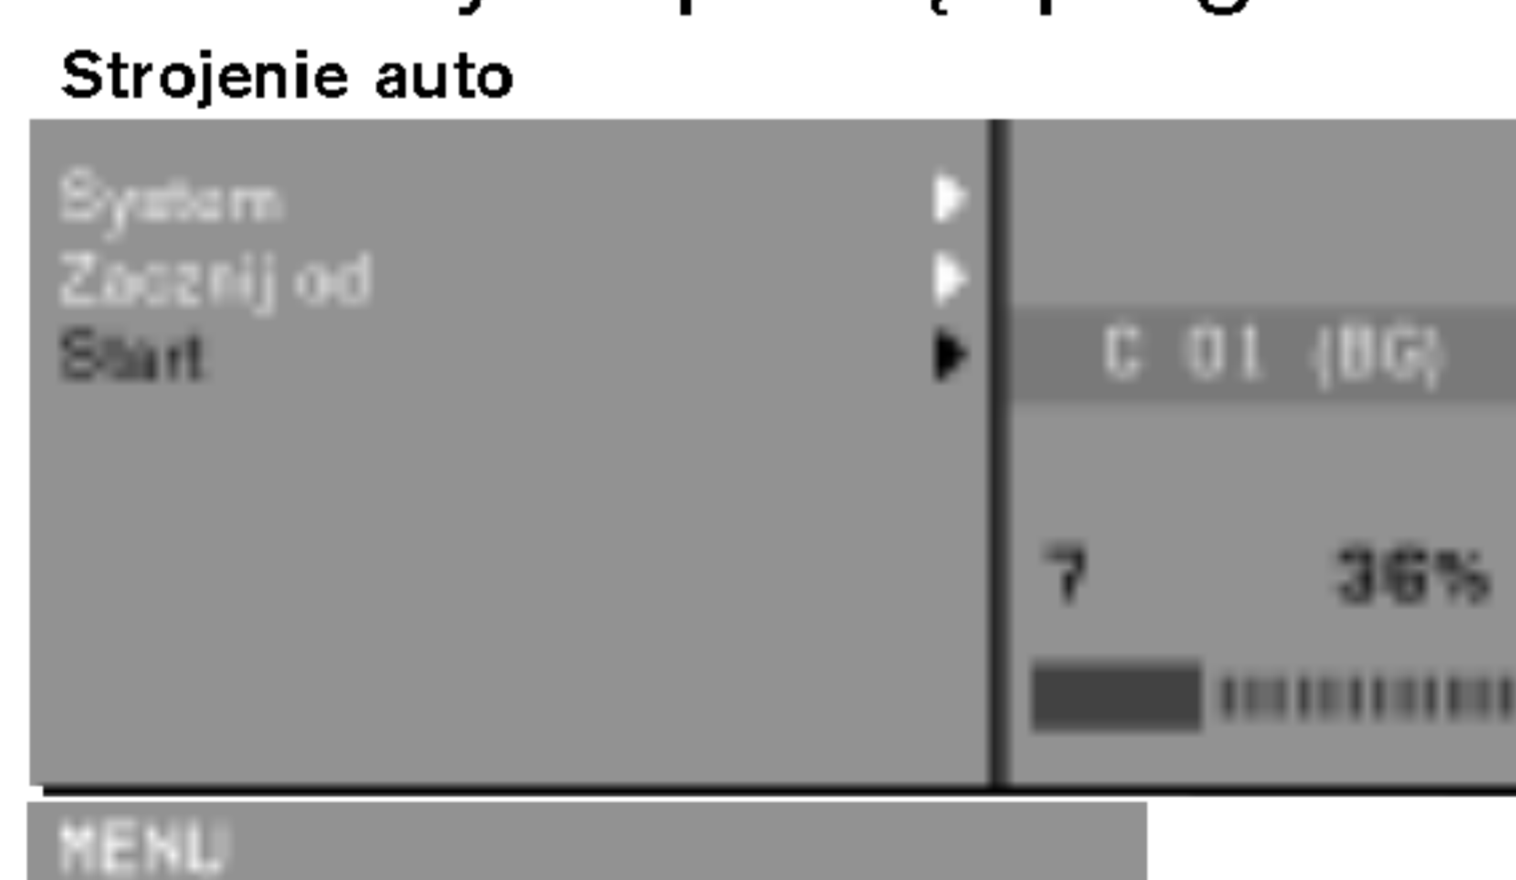 Strojenie auto
System
Zacznij od
Start
C 01 (BG)
7 36%
MENU